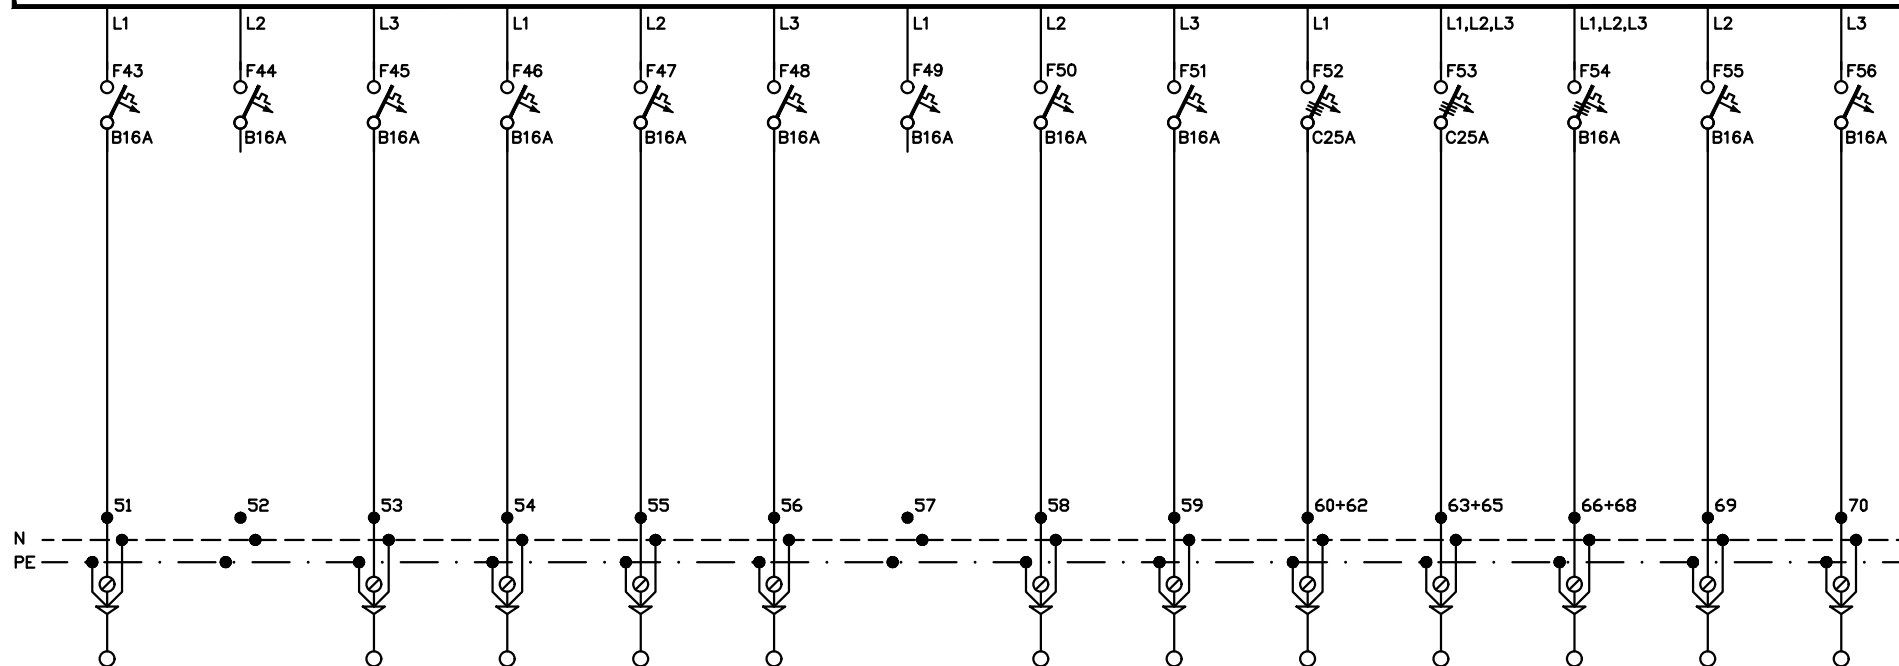 L1 L2 L3 L1 L2 L3 L1 L2 L3 L1 L1,L2,L3 L1,L2,L3 L2 L3
F43 F44 F45 F46 F47 F48 F49 F50 F51 F52 F53 F54 F55 F56
B16A B16A B16A B16A B16A B16A B16A B16A B16A C25A C25A B16A B16A B16A
51 52 53 54 55 56 57 58 59 60+62 63+65 66+68 69 70
N
PE